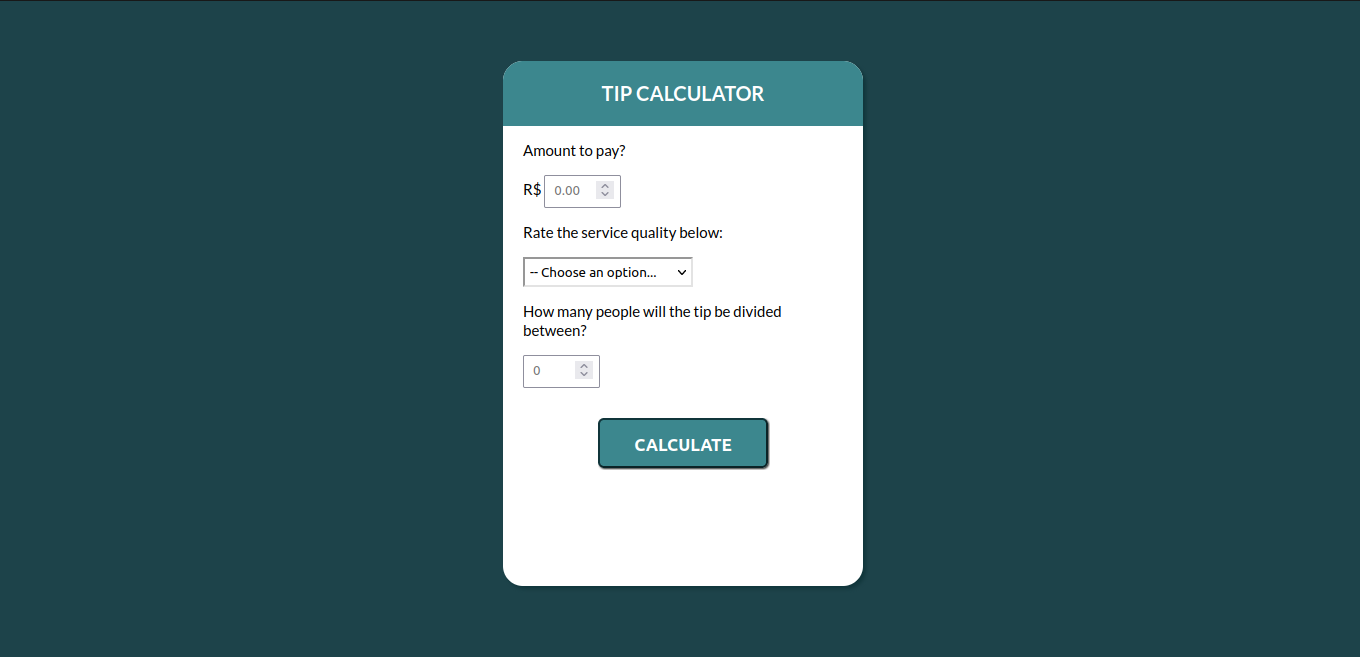 TIP CALCULATOR
Amount to pay?
R$ 0.00
Rate the service quality below:
-- Choose an option...
How many people will the tip be divided
between?
0
CALCULATE